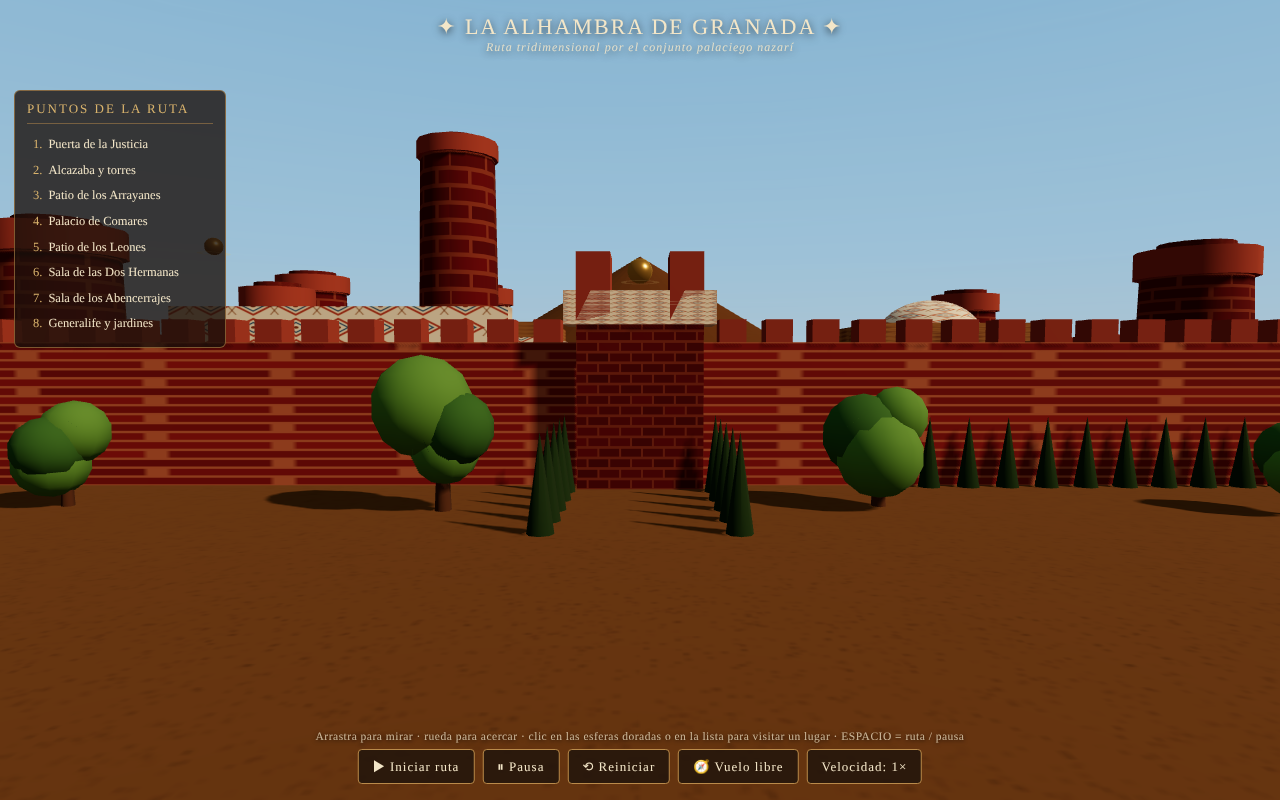 ✦ LA ALHAMBRA DE GRANADA ✦
Ruta tridimensional por el conjunto palaciego nazarí
PUNTOS DE LA RUTA
1. Puerta de la Justicia
2. Alcazaba y torres
3. Patio de los Arrayanes
4. Palacio de Comares
5. Patio de los Leones
6. Sala de las Dos Hermanas
7. Sala de los Abencerrajes
8. Generalife y jardines
Arrastra para mirar · rueda para acercar · clic en las esferas doradas o en la lista para visitar un lugar · ESPACIO = ruta / pausa
▶ Iniciar ruta
⏸ Pausa
⟲ Reiniciar
🧭 Vuelo libre
Velocidad: 1×